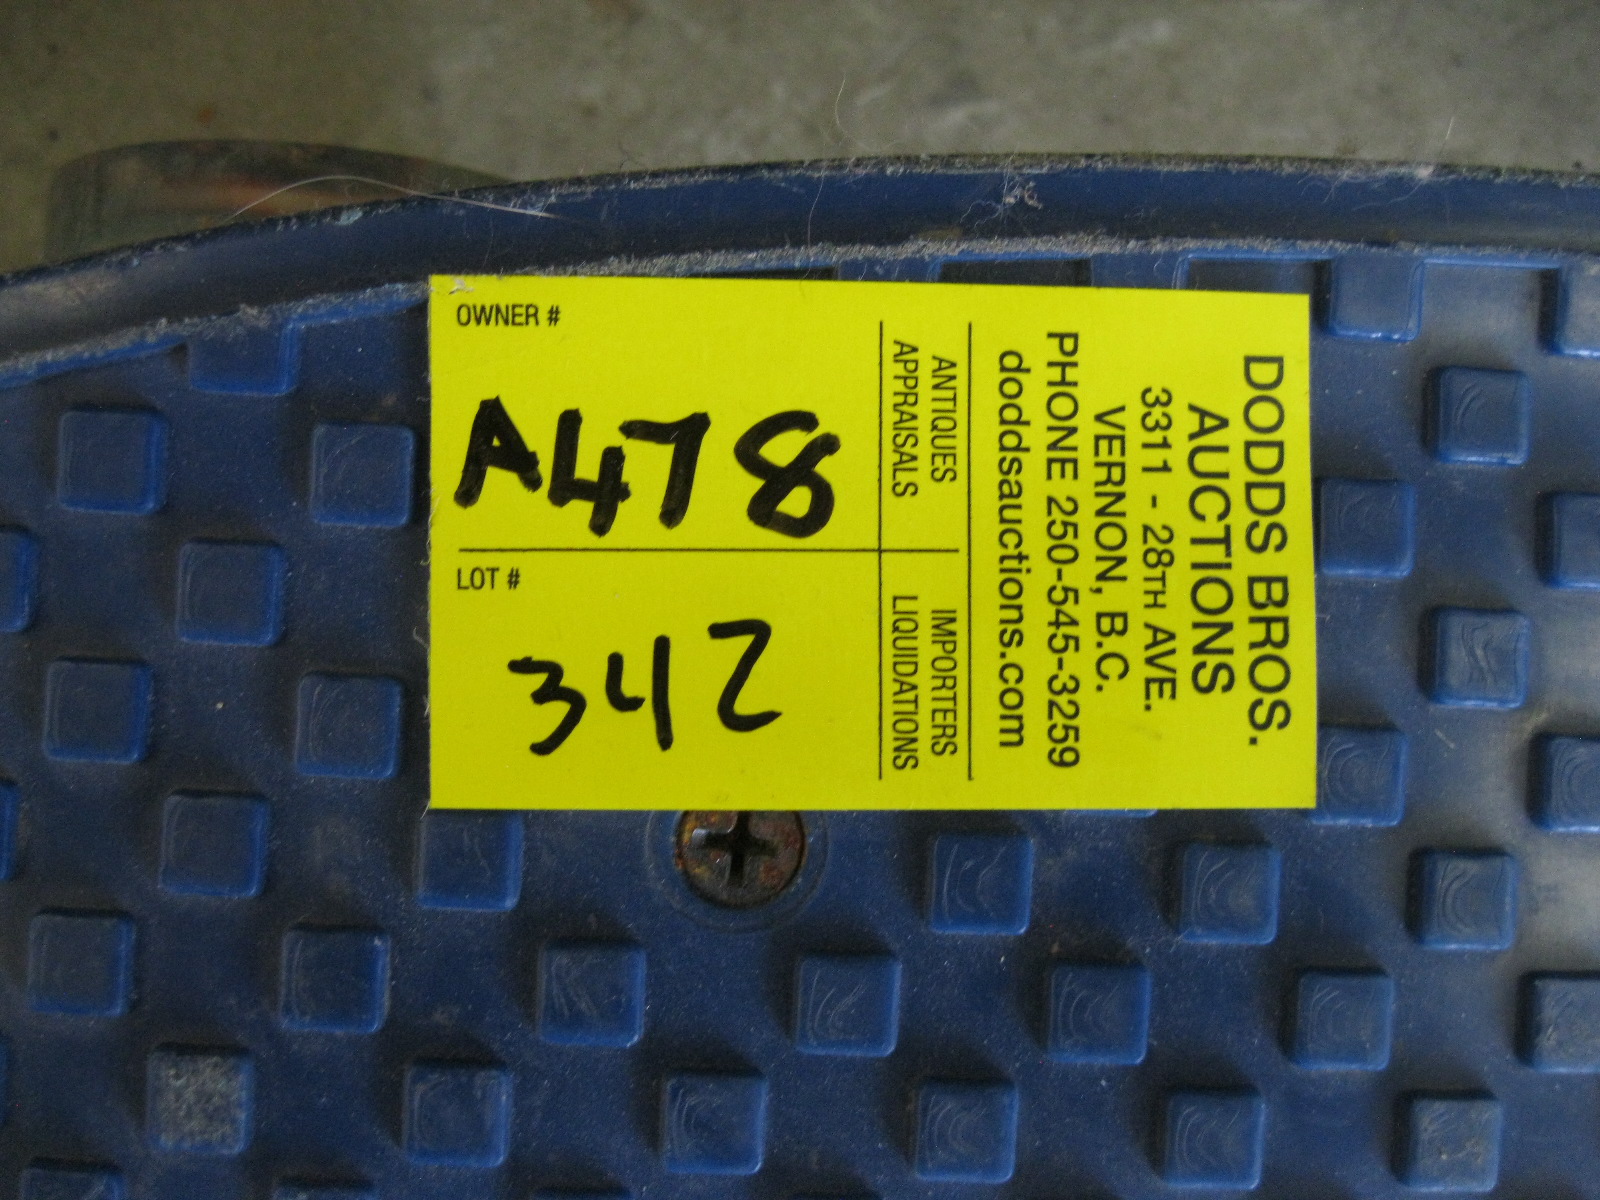 OWNER #
A478
LOT #
342
ANTIQUES
APPRAISALS
IMPORTERS
LIQUIDATIONS
DODDS BROS.
AUCTIONS
3311 - 28TH AVE.
VERNON, B.C.
PHONE 250-545-3259
doddsauctions.com